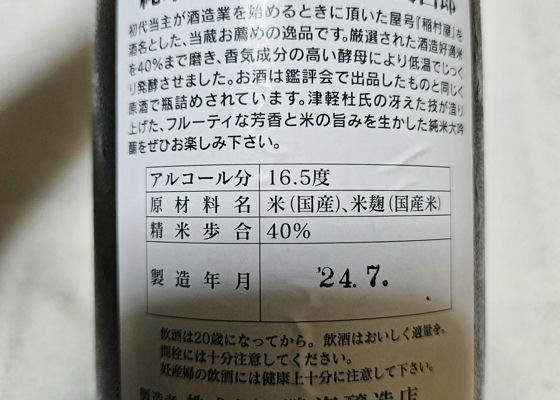 初代当主が酒造業を始めるときに頂いた屋号『稲村屋』を
酒名とした、当蔵お薦めの逸品です。厳選された酒造好適米
を40%まで磨き、香気成分の高い酵母により低温でじっく
り発酵させました。お酒は鑑評会で出品したものと同じく
原酒で瓶詰めされています。津軽杜氏の冴えた技が造り
上げた、フルーティな芳香と米の旨みを生かした純米大吟
醸をぜひお楽しみ下さい。
アルコール分 16.5度
原材料名 米(国産)、米麹(国産米)
精米歩合 40%
製造年月 '24.7.
飲酒は20歳になってから。飲酒はおいしく適量を。
開栓には十分注意してください。
妊産婦の飲酒には健康上十分に注意して下さい。